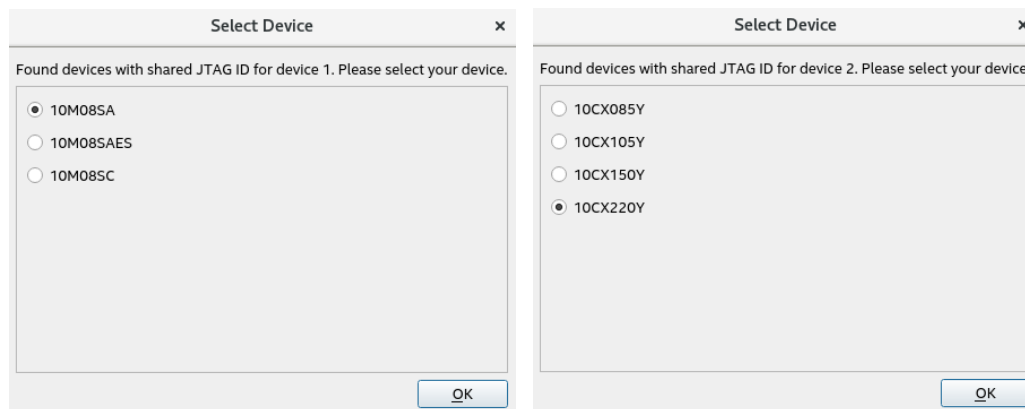 Select Device
Found devices with shared JTAG ID for device 1. Please select your device.
10M08SA
10M08SAES
10M08SC
OK
Select Device
Found devices with shared JTAG ID for device 2. Please select your device
10CX085Y
10CX105Y
10CX150Y
10CX220Y
OK